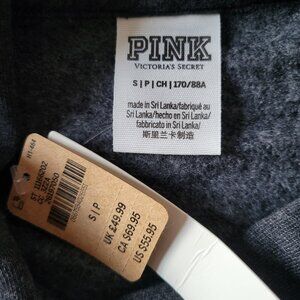 PINK
VICTORIA'S SECRET
S | P | CH | 170/88A
made in Sri Lanka/fabriqué au
Sri Lanka/hecho en Sri Lanka/
fabbricato in Sri Lanka/
斯里兰卡制造
S | P
UK £49.99
CA $69.95
US $55.95